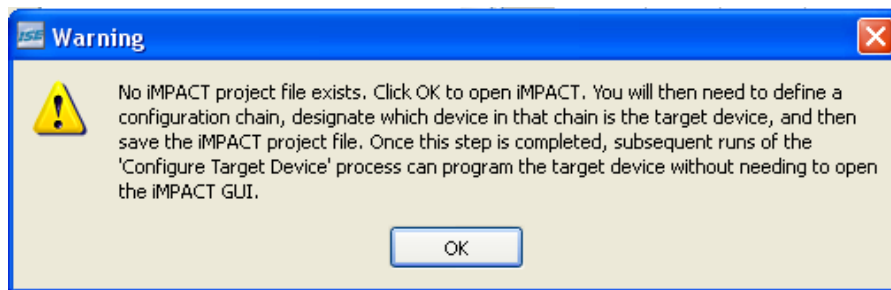 ISE Warning
No iMPACT project file exists. Click OK to open iMPACT. You will then need to define a
configuration chain, designate which device in that chain is the target device, and then
save the iMPACT project file. Once this step is completed, subsequent runs of the
'Configure Target Device' process can program the target device without needing to open
the iMPACT GUI.
OK